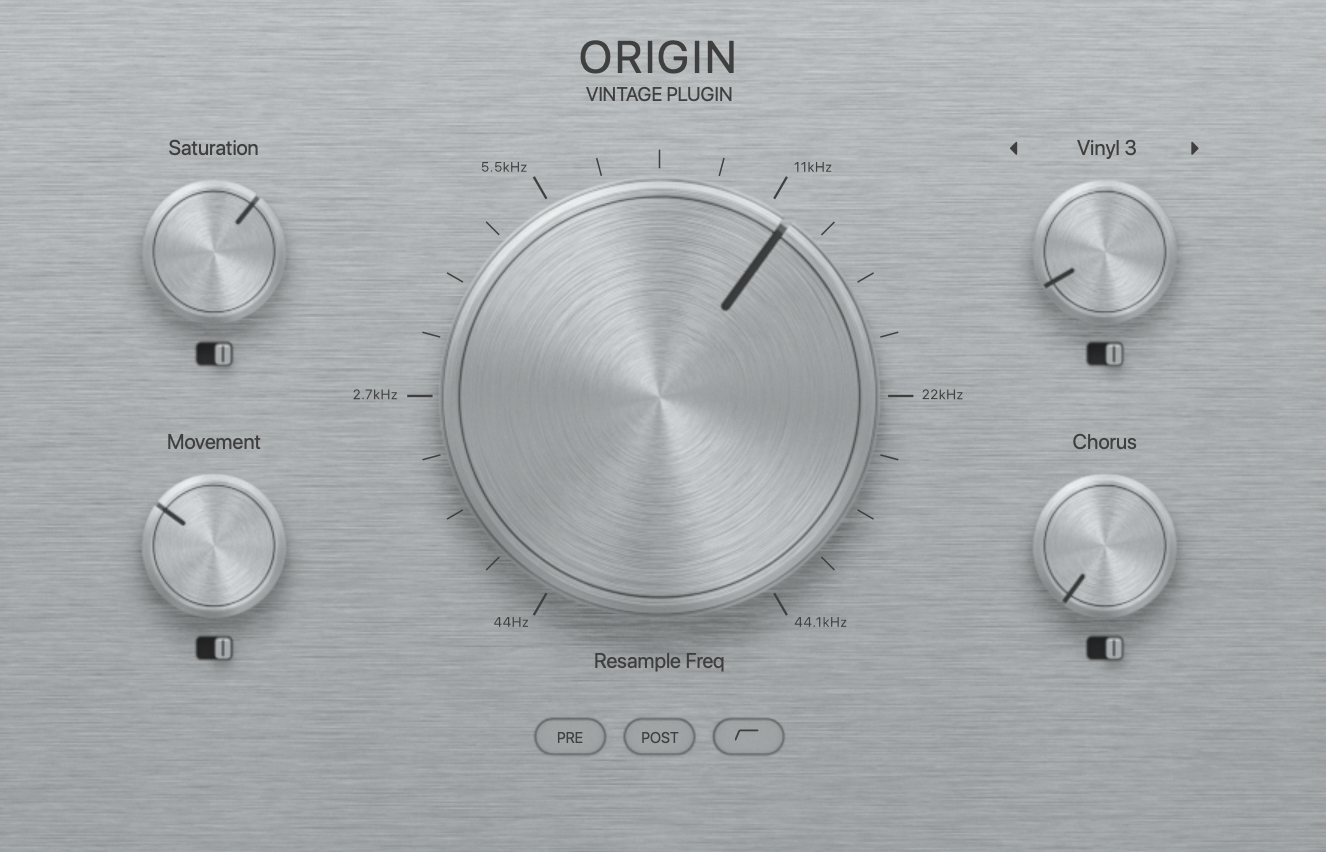 ORIGIN
VINTAGE PLUGIN
Saturation
Vinyl 3
5.5kHz
11kHz
2.7kHz
22kHz
Movement
Chorus
44Hz
44.1kHz
Resample Freq
PRE
POST